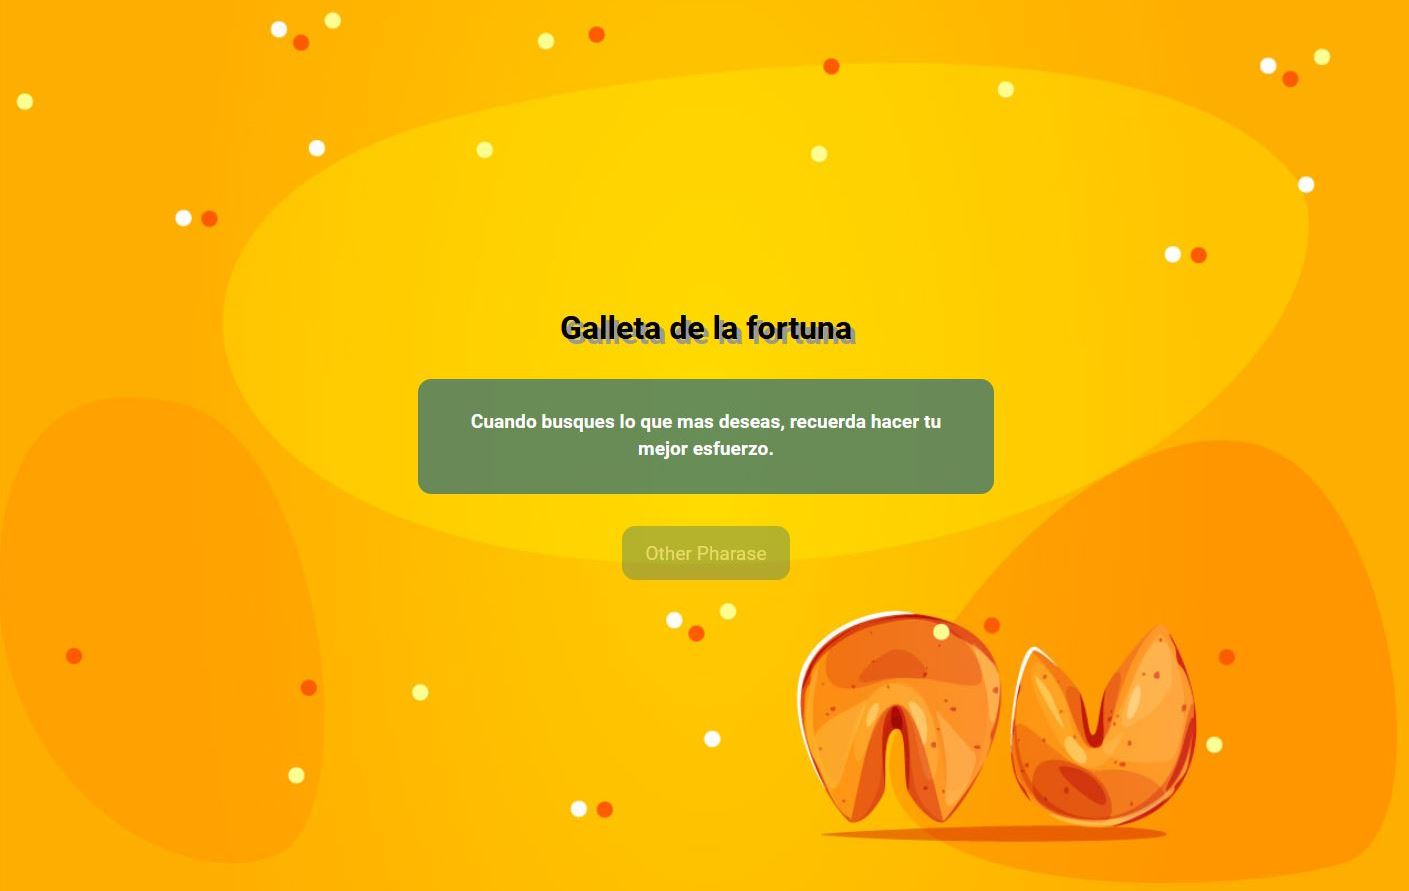 Galleta de la fortuna
Cuando busques lo que mas deseas, recuerda hacer tu
mejor esfuerzo.
Other Pharase